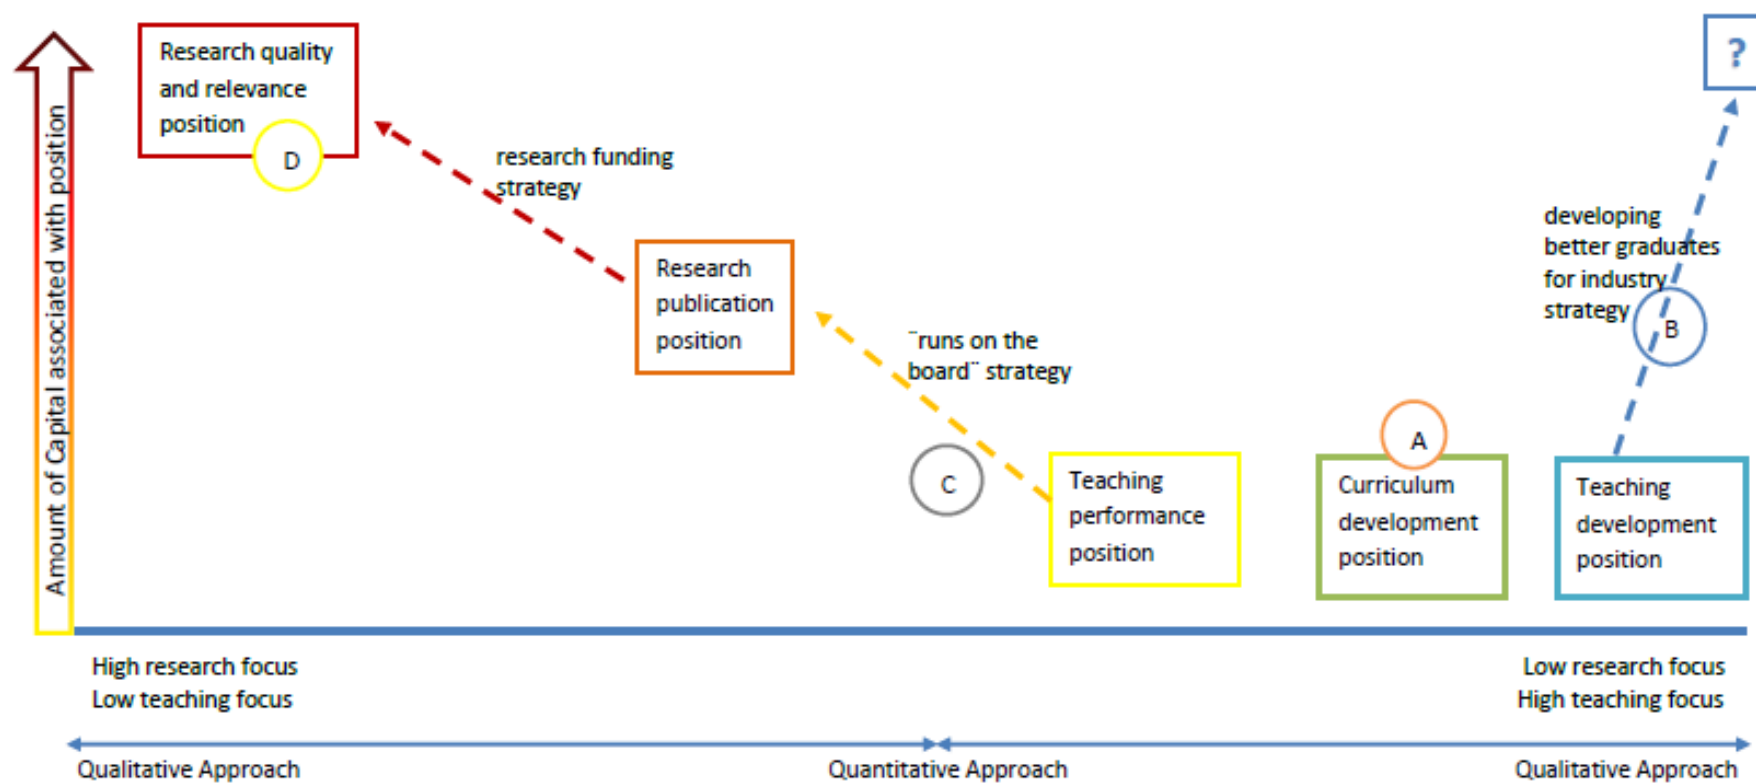 Amount of Capital associated with position
Research quality
and relevance
position
D
research funding
strategy
Research
publication
position
¨runs on the
board¨ strategy
C
Teaching
performance
position
A
Curriculum
development
position
?
developing
better graduates
for industry
strategy
B
Teaching
development
position
High research focus
Low teaching focus
Low research focus
High teaching focus
Qualitative Approach
Quantitative Approach
Qualitative Approach